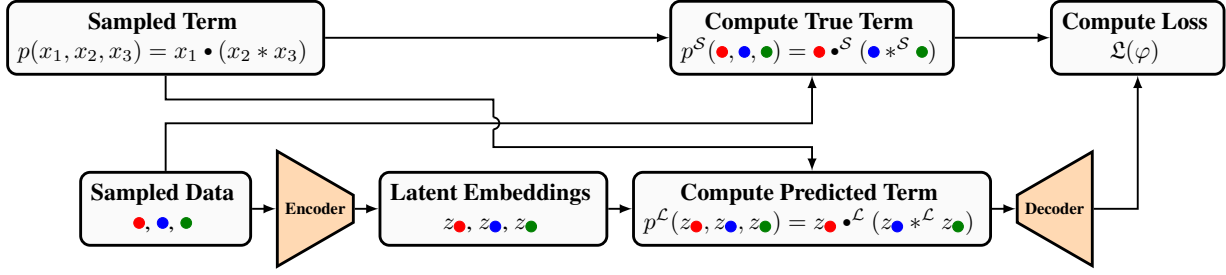 Sampled Term
p(x₁, x₂, x₃) = x₁ • (x₂ ∗ x₃)
Compute True Term
p^𝒮(●, ●, ●) = ● •^𝒮 (● ∗^𝒮 ●)
Compute Loss
𝔏(φ)
Sampled Data
●, ●, ●
Encoder
Latent Embeddings
z●, z●, z●
Compute Predicted Term
p^ℒ(z●, z●, z●) = z● •^ℒ (z● ∗^ℒ z●)
Decoder